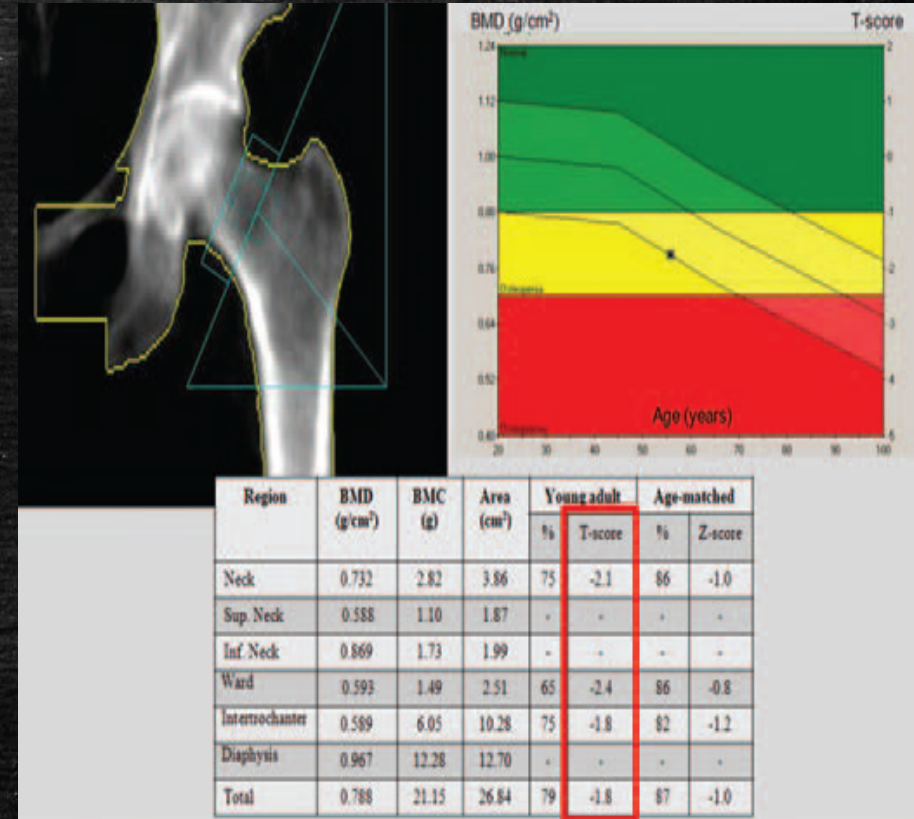 BMD (g/cm²) T-score
1.24 2
1.12 1
1.00 0
0.88 -1
0.76 -2
Osteopenia
0.64 -3
0.52 -4
Age (years)
-5
20 30 40 50 60 70 80 90 100
Region BMD (g/cm²) BMC (g) Area (cm²) Young adult Age-matched
% T-score % Z-score
Neck 0.732 2.82 3.86 75 -2.1 86 -1.0
Sup. Neck 0.588 1.10 1.87 - - - -
Inf. Neck 0.869 1.73 1.99 - - - -
Ward 0.593 1.49 2.51 65 -2.4 86 -0.8
Intertrochanter 0.589 6.05 10.28 75 -1.8 82 -1.2
Diaphysis 0.967 12.28 12.70 - - - -
Total 0.788 21.15 26.84 79 -1.8 87 -1.0